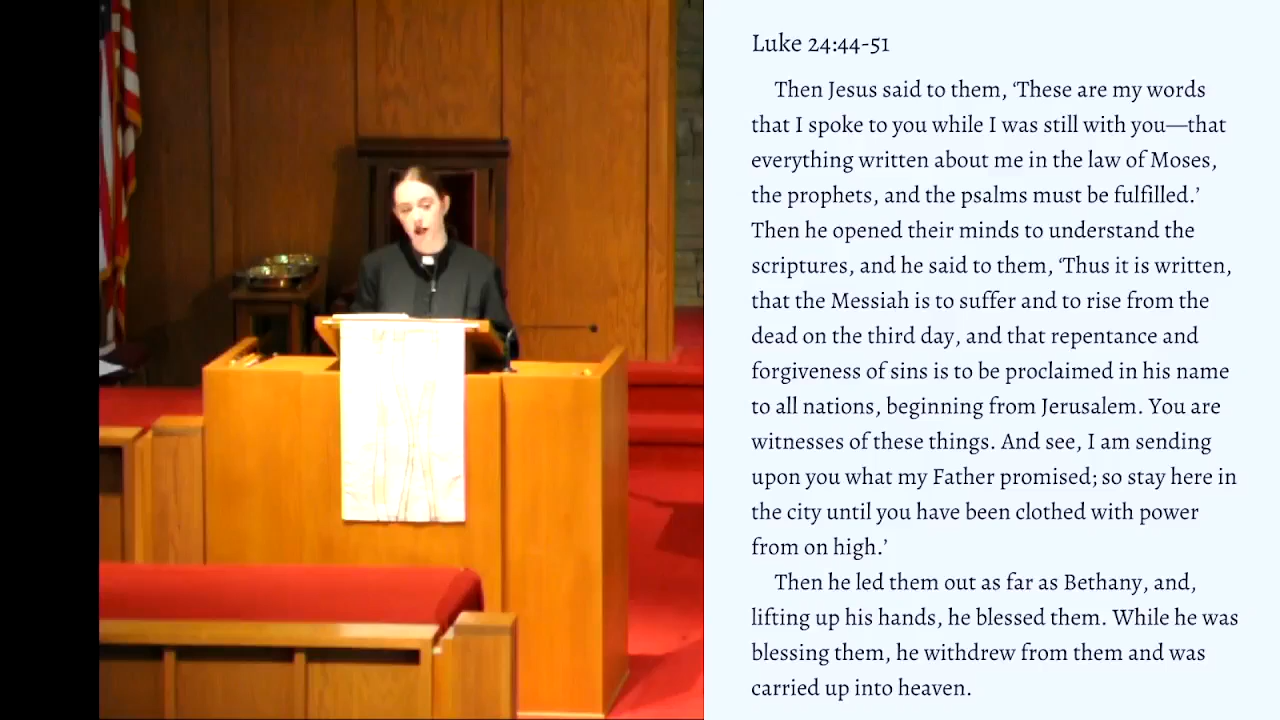 Luke 24:44-51
Then Jesus said to them, ‘These are my words
that I spoke to you while I was still with you—that
everything written about me in the law of Moses,
the prophets, and the psalms must be fulfilled.’
Then he opened their minds to understand the
scriptures, and he said to them, ‘Thus it is written,
that the Messiah is to suffer and to rise from the
dead on the third day, and that repentance and
forgiveness of sins is to be proclaimed in his name
to all nations, beginning from Jerusalem. You are
witnesses of these things. And see, I am sending
upon you what my Father promised; so stay here in
the city until you have been clothed with power
from on high.’
Then he led them out as far as Bethany, and,
lifting up his hands, he blessed them. While he was
blessing them, he withdrew from them and was
carried up into heaven.